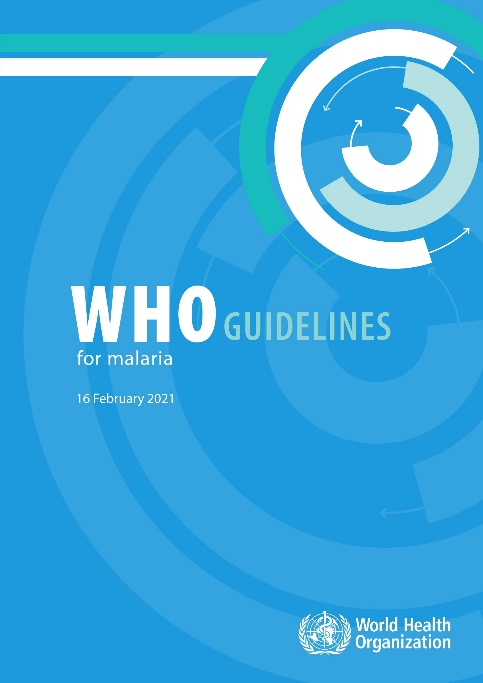 WHO GUIDELINES
for malaria
16 February 2021
World Health
Organization